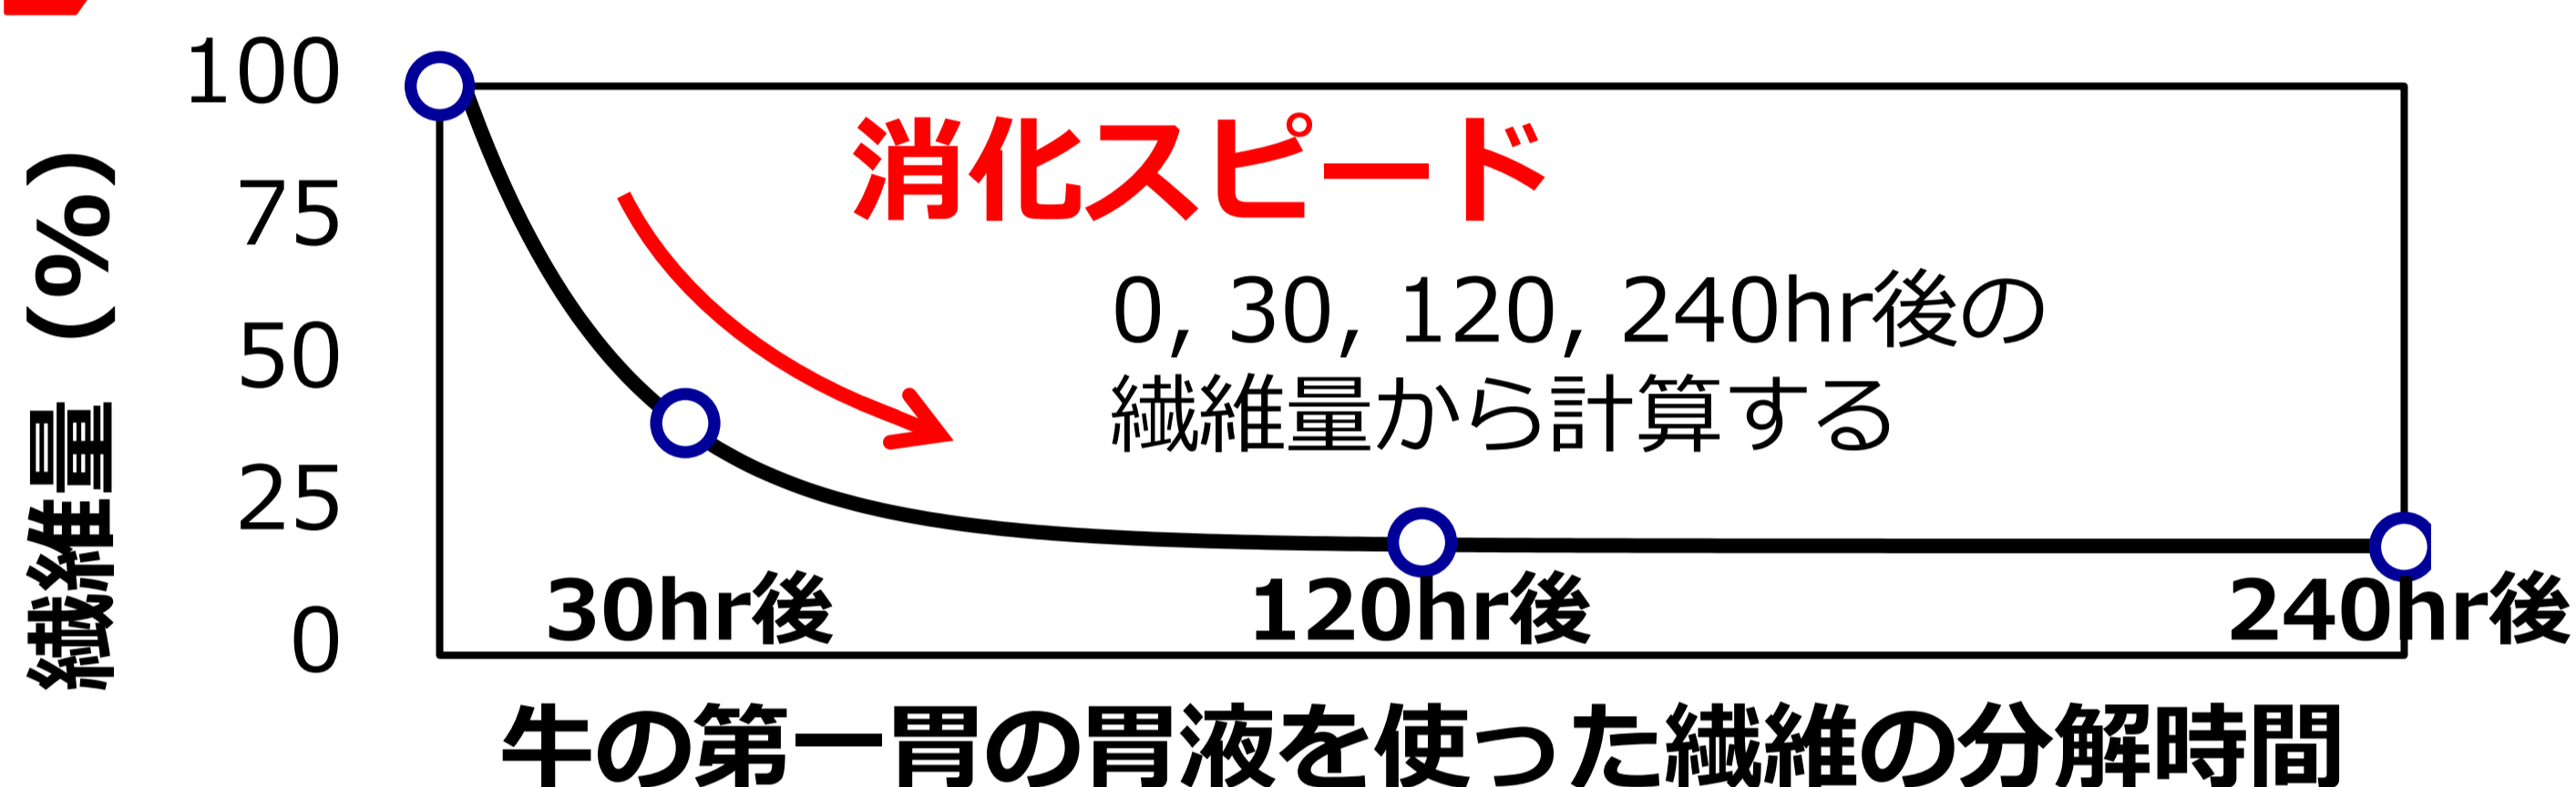 100
75
50
25
0
繊維量（%）
消化スピード
0, 30, 120, 240hr後の
繊維量から計算する
30hr後
120hr後
240hr後
牛の第一胃の胃液を使った繊維の分解時間